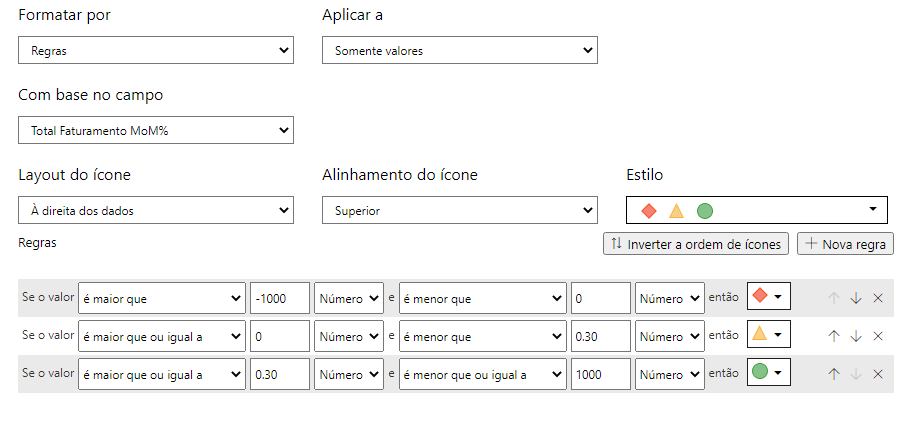 Formatar por Aplicar a
Regras Somente valores
Com base no campo
Total Faturamento MoM%
Layout do ícone Alinhamento do ícone Estilo
À direita dos dados Superior
Regras Inverter a ordem de ícones Nova regra
Se o valor é maior que -1000 Número e é menor que 0 Número então
Se o valor é maior que ou igual a 0 Número e é menor que 0.30 Número então
Se o valor é maior que ou igual a 0.30 Número e é menor que ou igual a 1000 Número então